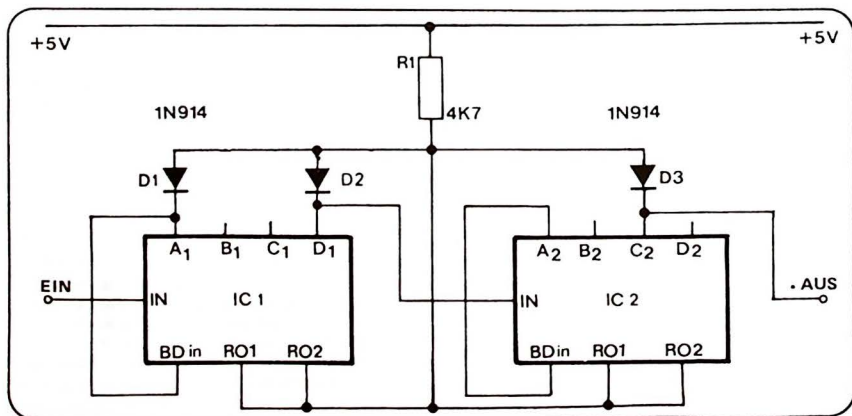 +5V
+5V
R1
1N914
4K7
1N914
D1
D2
D3
A1
B1
C1
D1
A2
B2
C2
D2
EIN
IN
IC 1
IN
IC 2
. AUS
BD in
RO1
RO2
BD in
RO1
RO2